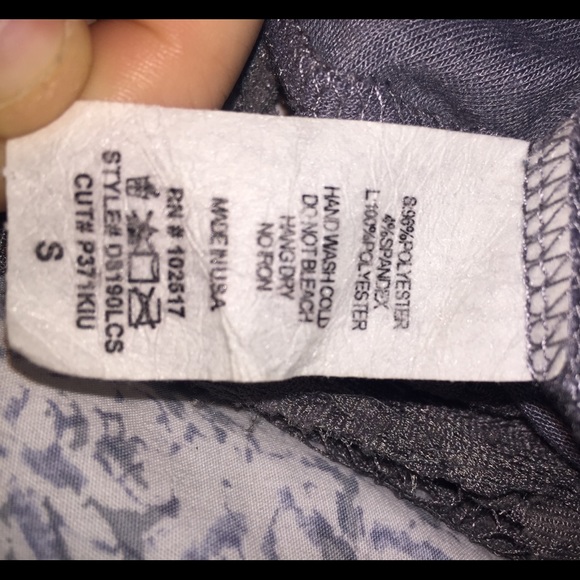 S:96%POLYESTER
4%SPANDEX
L:100%POLYESTER
HAND WASH COLD
DO NOT BLEACH
HANG DRY
NO IRON
MADE IN USA
RN # 102517
STYLE# DS190LCS
CUT# P371KIU
S